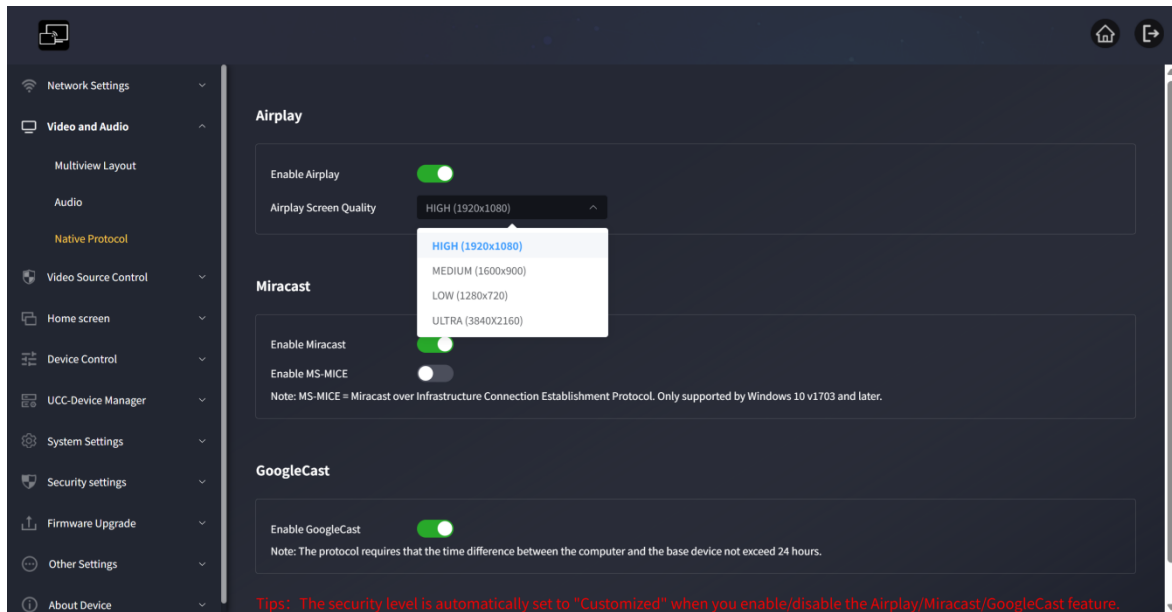 Network Settings
Video and Audio
Multiview Layout
Audio
Native Protocol
Video Source Control
Home screen
Device Control
UCC-Device Manager
System Settings
Security settings
Firmware Upgrade
Other Settings
About Device
Airplay
Enable Airplay
Airplay Screen Quality
HIGH (1920x1080)
HIGH (1920x1080)
MEDIUM (1600x900)
LOW (1280x720)
ULTRA (3840X2160)
Miracast
Enable Miracast
Enable MS-MICE
Note: MS-MICE = Miracast over Infrastructure Connection Establishment Protocol. Only supported by Windows 10 v1703 and later.
GoogleCast
Enable GoogleCast
Note: The protocol requires that the time difference between the computer and the base device not exceed 24 hours.
Tips: The security level is automatically set to "Customized" when you enable/disable the Airplay/Miracast/GoogleCast feature.